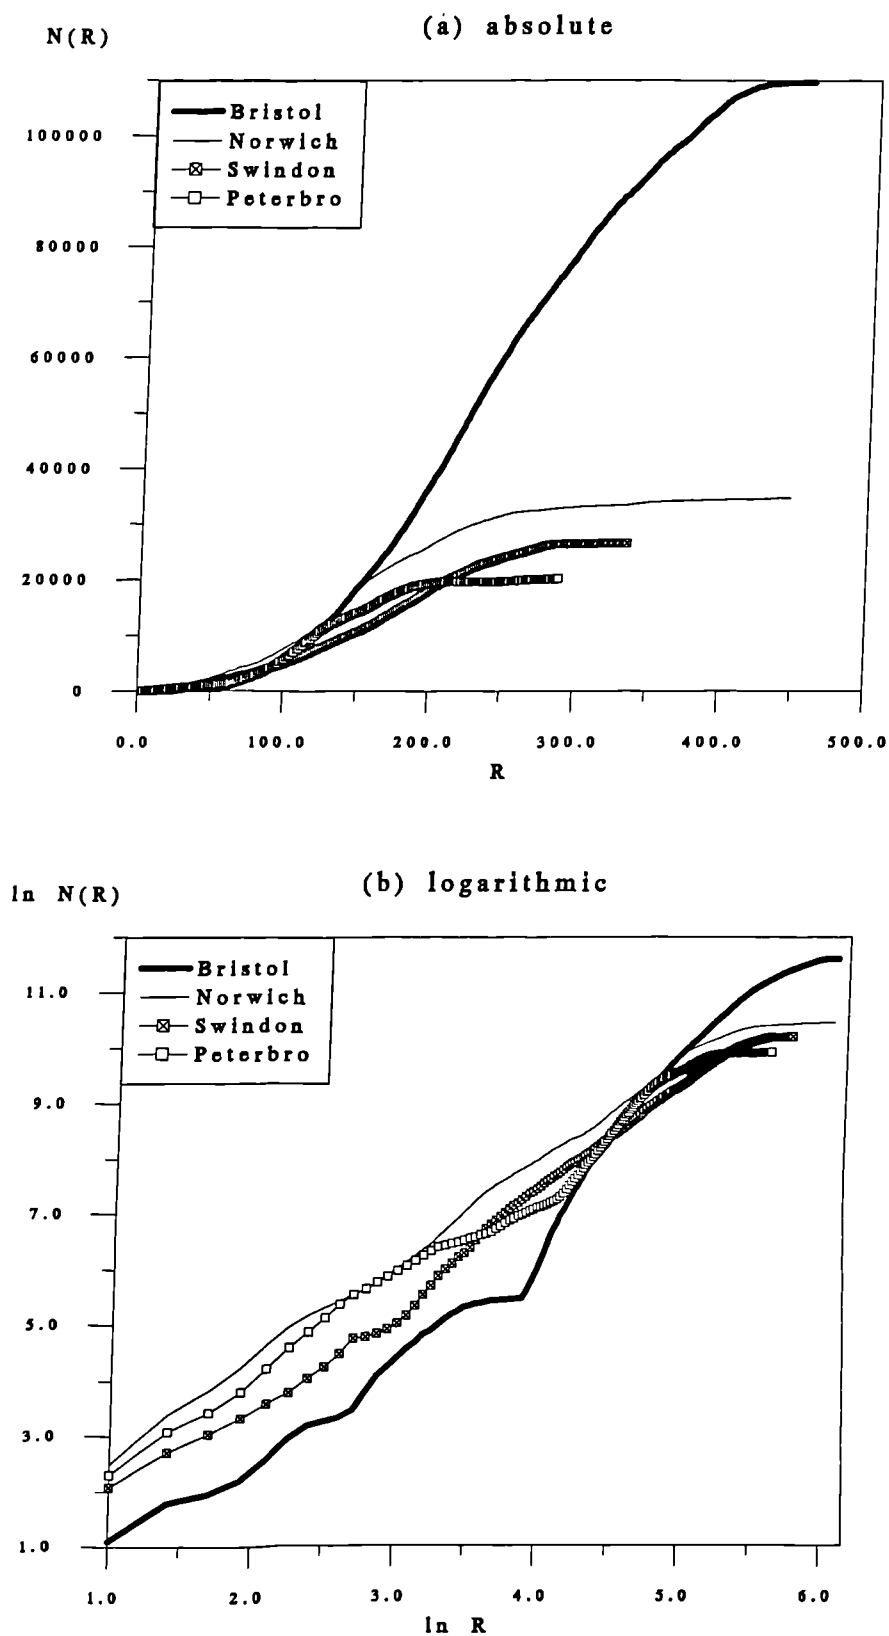 (a) absolute
N(R)
Bristol
Norwich
Swindon
Peterbro
100000
80000
60000
40000
20000
0
0.0 100.0 200.0 300.0 400.0 500.0
R
(b) logarithmic
ln N(R)
Bristol
Norwich
Swindon
Peterbro
11.0
9.0
7.0
5.0
3.0
1.0
1.0 2.0 3.0 4.0 5.0 6.0
ln R